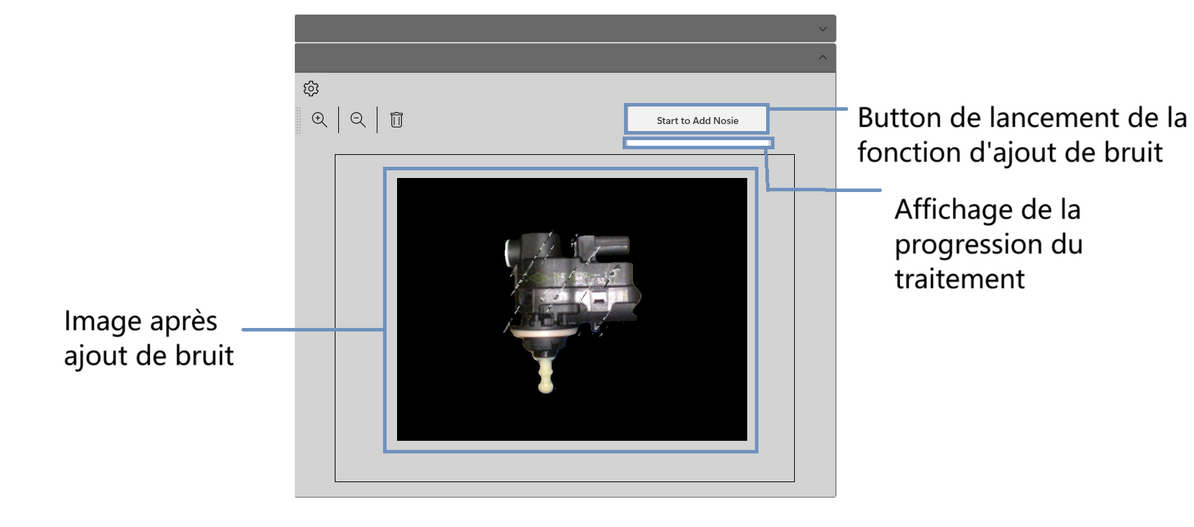 Start to Add Nosie
Button de lancement de la
fonction d'ajout de bruit
Affichage de la
progression du
traitement
Image après
ajout de bruit